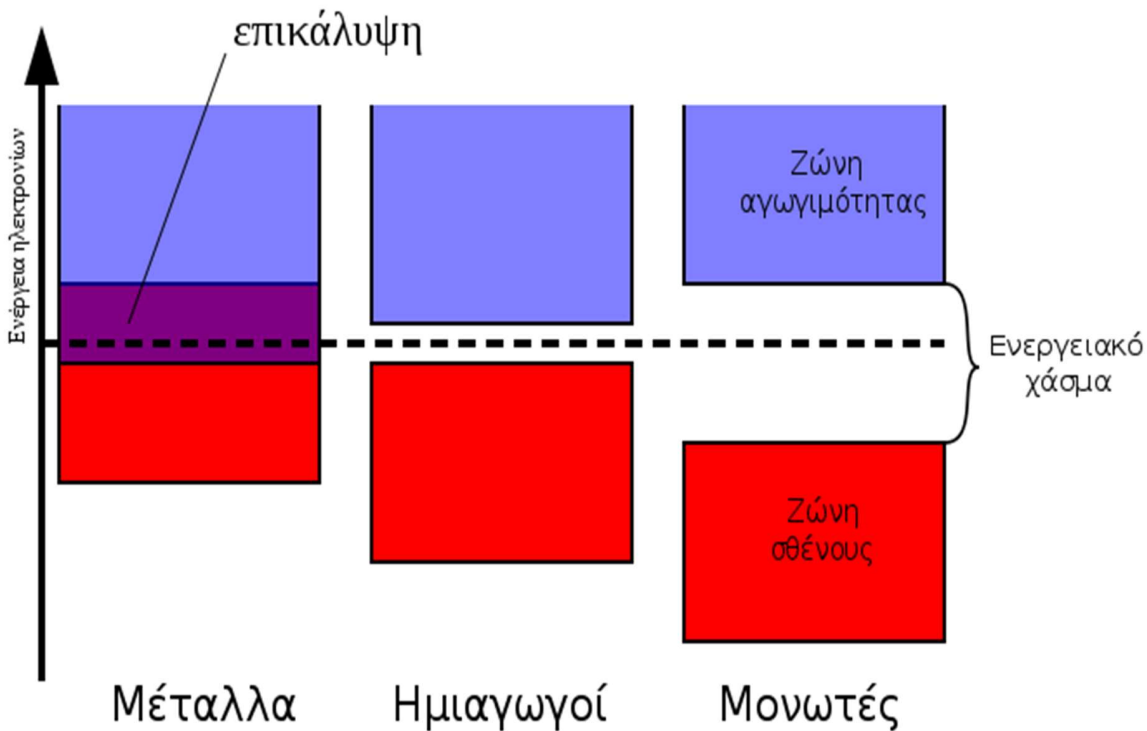 επικάλυψη
Ενέργεια ηλεκτρονίων
Ζώνη
αγωγιμότητας
Ενεργειακό
χάσμα
Ζώνη
σθένους
Μέταλλα
Ημιαγωγοί
Μονωτές